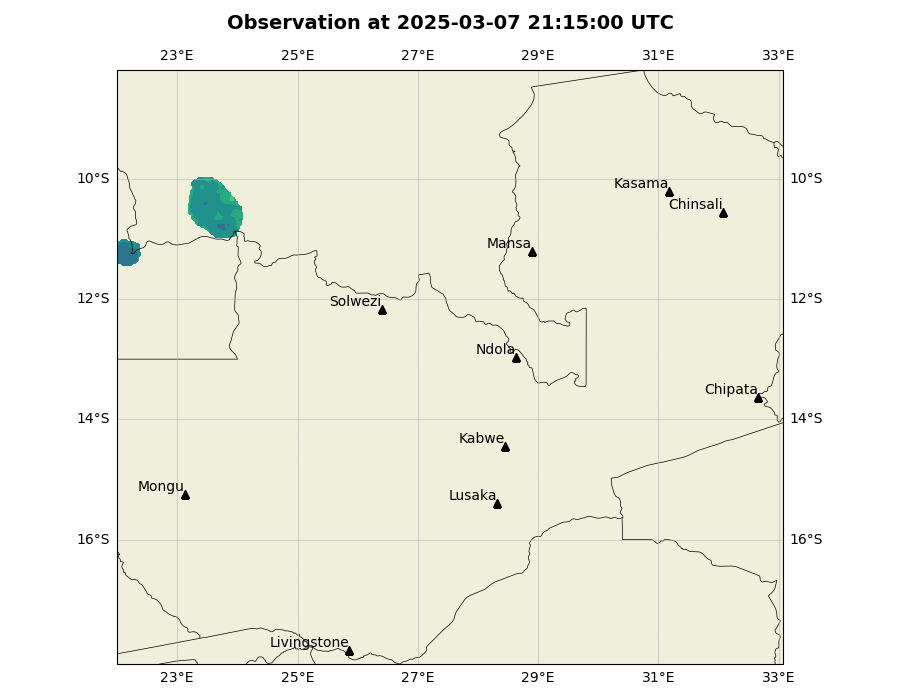 Observation at 2025-03-07 21:15:00 UTC
23°E 25°E 27°E 29°E 31°E 33°E
10°S 10°S
Kasama
Chinsali
Mansa
12°S 12°S
Solwezi
Ndola
Chipata
14°S 14°S
Kabwe
Mongu
Lusaka
16°S 16°S
Livingstone
23°E 25°E 27°E 29°E 31°E 33°E